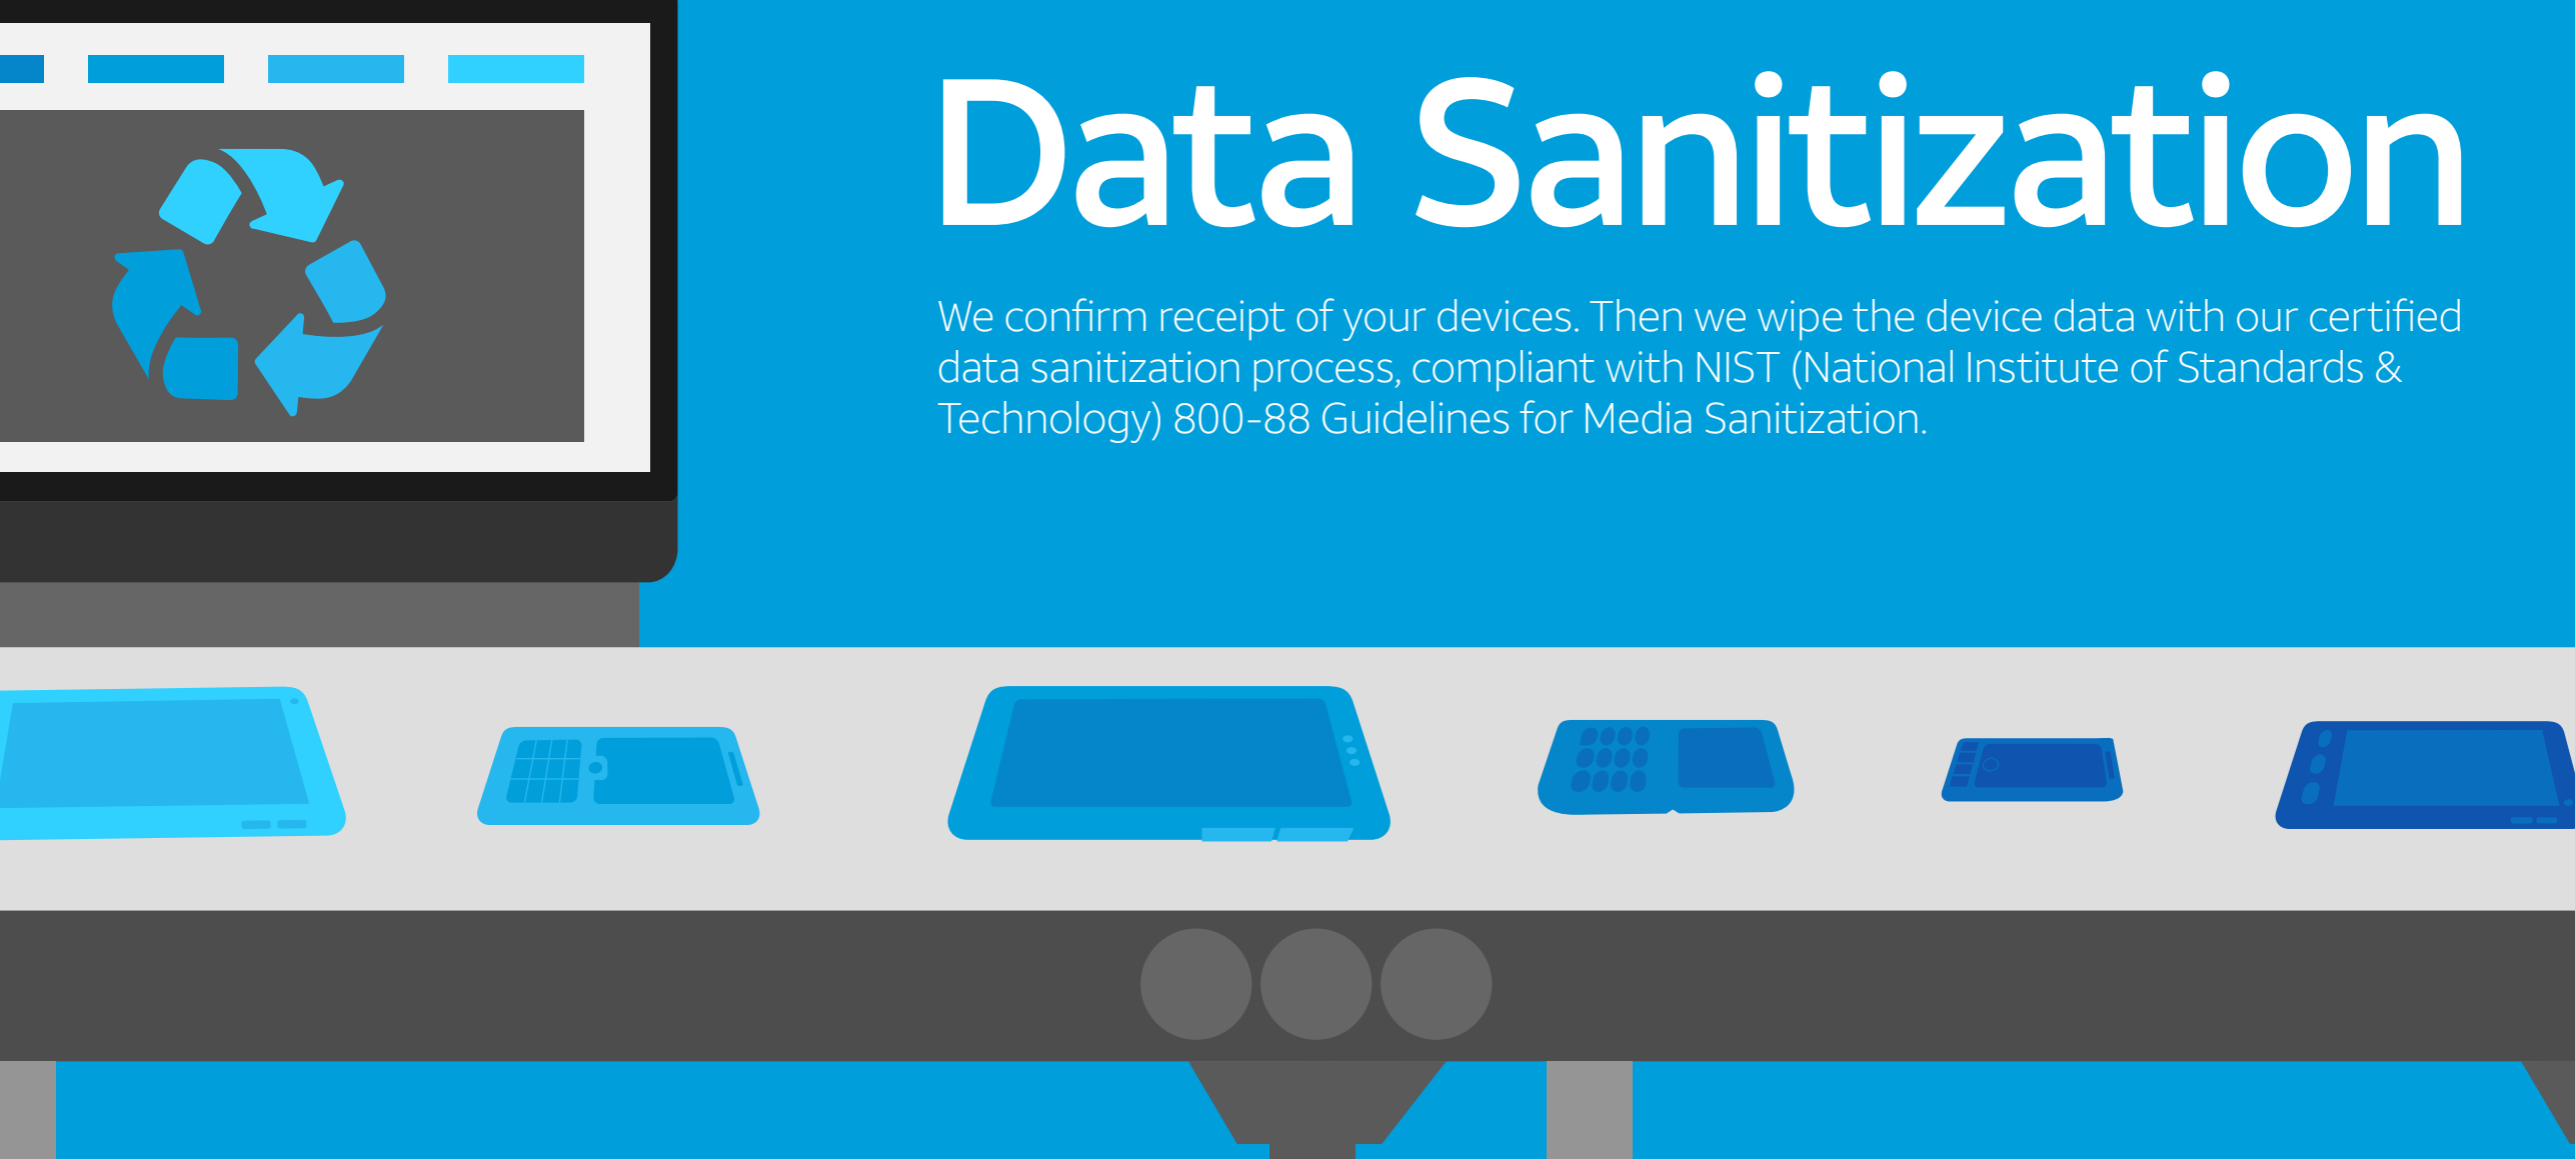 Data Sanitization
We confirm receipt of your devices. Then we wipe the device data with our certified
data sanitization process, compliant with NIST (National Institute of Standards &
Technology) 800-88 Guidelines for Media Sanitization.